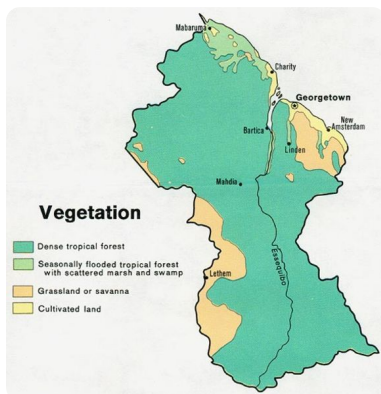 Mabaruma
Charity
Georgetown
New
Amsterdam
Bartica
Linden
Mahdia
Vegetation
Essequibo
Dense tropical forest
Seasonally flooded tropical forest
with scattered marsh and swamp
Lethem
Grassland or savanna
Cultivated land